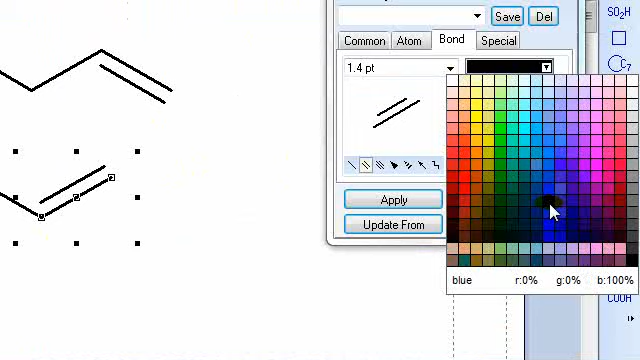 Save Del
Common Atom Bond Special
1.4 pt
Apply
Update From
blue r:0% g:0% b:100%
SO₂H
C₇
COOH